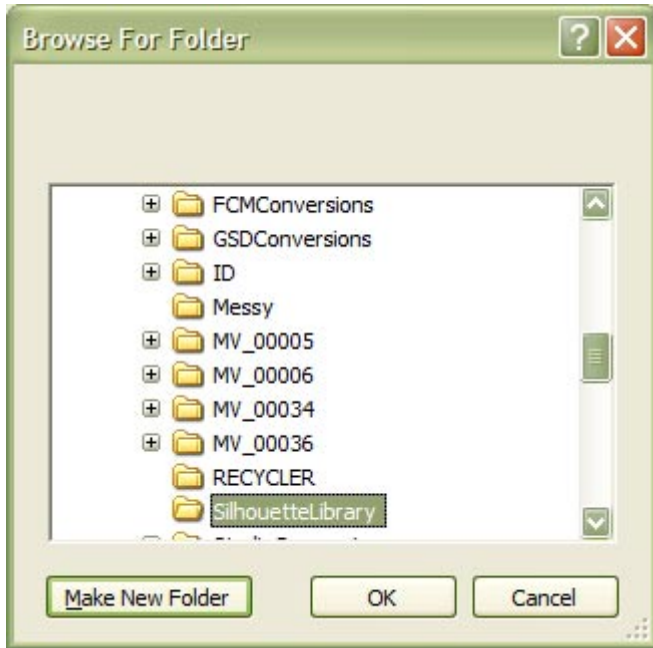 Browse For Folder
FCMConversions
GSDConversions
ID
Messy
MV_00005
MV_00006
MV_00034
MV_00036
RECYCLER
SilhouetteLibrary
Make New Folder
OK
Cancel